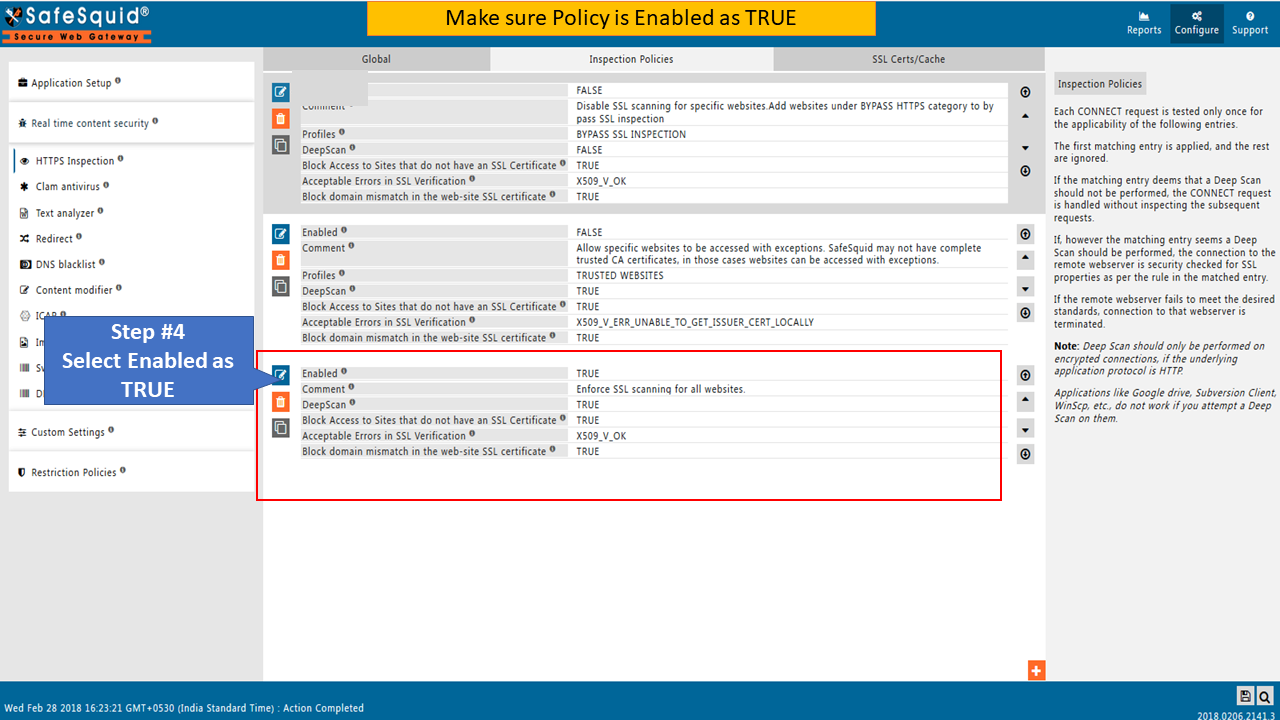 SafeSquid®
Secure Web Gateway
Make sure Policy is Enabled as TRUE
Reports
Configure
Support
Application Setup
Real time content security
HTTPS Inspection
Clam antivirus
Text analyzer
Redirect
DNS blacklist
Content modifier
ICAP
Custom Settings
Restriction Policies
Step #4
Select Enabled as
TRUE
Global
Inspection Policies
SSL Certs/Cache
FALSE
Comment Disable SSL scanning for specific websites.Add websites under BYPASS HTTPS category to by
pass SSL inspection
Profiles BYPASS SSL INSPECTION
DeepScan FALSE
Block Access to Sites that do not have an SSL Certificate TRUE
Acceptable Errors in SSL Verification X509_V_OK
Block domain mismatch in the web-site SSL certificate TRUE
Enabled FALSE
Comment Allow specific websites to be accessed with exceptions. SafeSquid may not have complete
trusted CA certificates, in those cases websites can be accessed with exceptions.
Profiles TRUSTED WEBSITES
DeepScan TRUE
Block Access to Sites that do not have an SSL Certificate TRUE
Acceptable Errors in SSL Verification X509_V_ERR_UNABLE_TO_GET_ISSUER_CERT_LOCALLY
Block domain mismatch in the web-site SSL certificate TRUE
Enabled TRUE
Comment Enforce SSL scanning for all websites.
DeepScan TRUE
Block Access to Sites that do not have an SSL Certificate TRUE
Acceptable Errors in SSL Verification X509_V_OK
Block domain mismatch in the web-site SSL certificate TRUE
Inspection Policies
Each CONNECT request is tested only once for
the applicability of the following entries.
The first matching entry is applied, and the rest
are ignored.
If the matching entry deems that a Deep Scan
should not be performed, the CONNECT request
is handled without inspecting the subsequent
requests.
If, however the matching entry seems a Deep
Scan should be performed, the connection to the
remote webserver is security checked for SSL
properties as per the rule in the matched entry.
If the remote webserver fails to meet the desired
standards, connection to that webserver is
terminated.
Note: Deep Scan should only be performed on
encrypted connections, if the underlying
application protocol is HTTP.
Applications like Google drive, Subversion Client,
WinScp, etc., do not work if you attempt a Deep
Scan on them.
Wed Feb 28 2018 16:23:21 GMT+0530 (India Standard Time) : Action Completed
2018.0206.2141.3